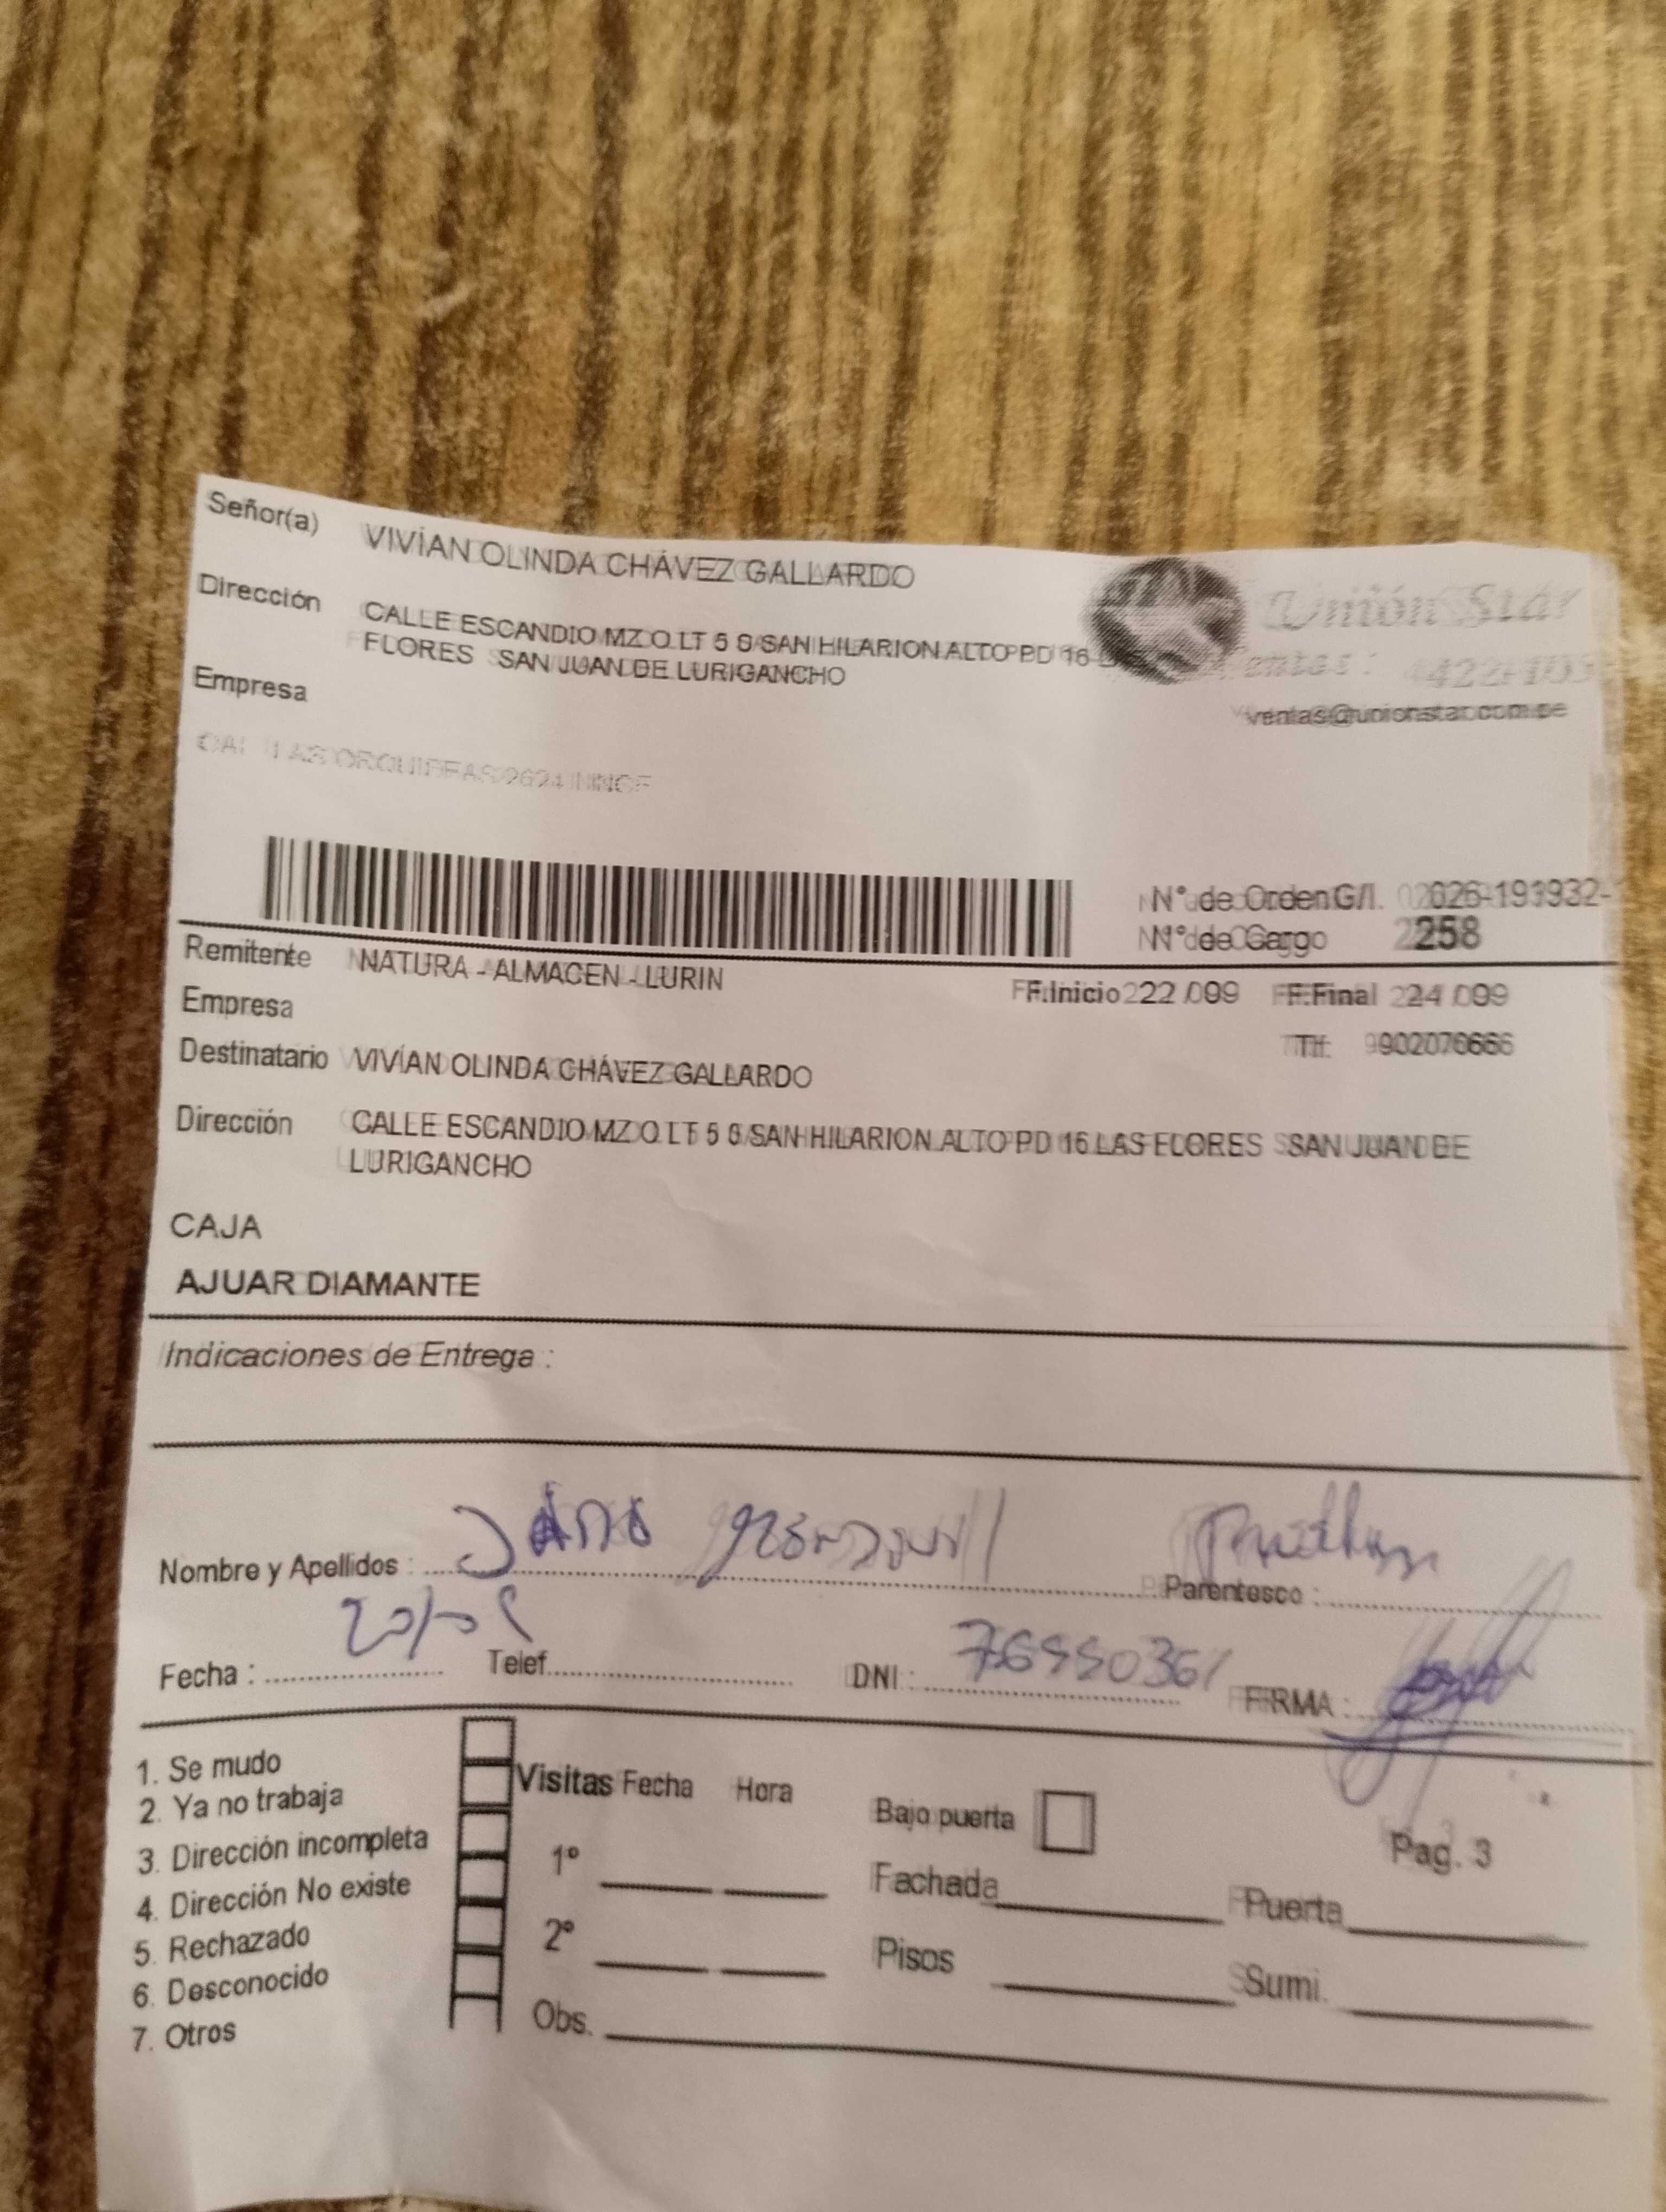 Señor(a) VIVÍAN OLINDA CHÁVEZ GALLARDO
Unión Star
Dirección CALLE ESCANDIO MZ O LT 5 S SAN HILARION ALTO PD 16
FLORES SAN JUAN DE LURIGANCHO
ventas@unionstar.com.pe
Empresa
N° de Orden G/I.
N° de Cargo 258
Remitente NATURA - ALMACEN - LURIN
F.Inicio 22 /09 F.Final 24 /09
Empresa
Tlf:
Destinatario VIVÍAN OLINDA CHÁVEZ GALLARDO
Dirección CALLE ESCANDIO MZ O LT 5 S SAN HILARION ALTO PD 16 LAS FLORES SAN JUAN DE
LURIGANCHO
CAJA
AJUAR DIAMANTE
Indicaciones de Entrega :
Nombre y Apellidos :
Parentesco :
Fecha : Telef. DNI : FIRMA :
1. Se mudo
2. Ya no trabaja
3. Dirección incompleta
4. Dirección No existe
5. Rechazado
6. Desconocido
7. Otros
Visitas Fecha Hora
1°
2°
Obs.
Bajo puerta
Pag. 3
Fachada Puerta
Pisos Sumi.